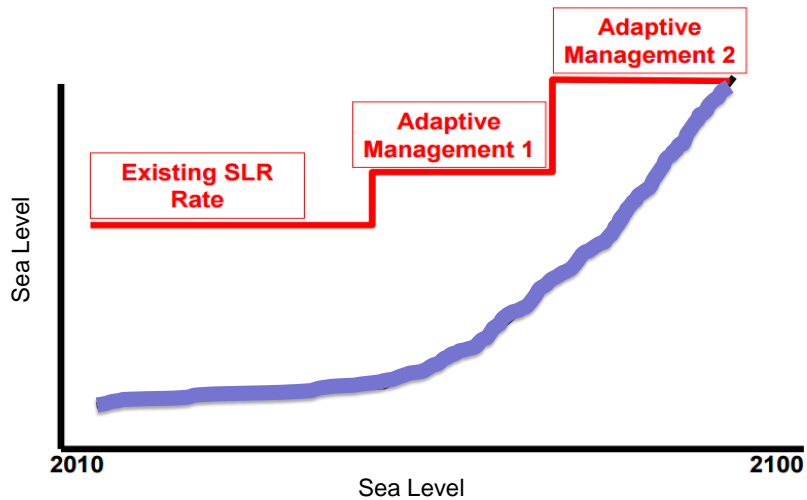 Adaptive
Management 2
Adaptive
Management 1
Existing SLR
Rate
Sea Level
2010
2100
Sea Level